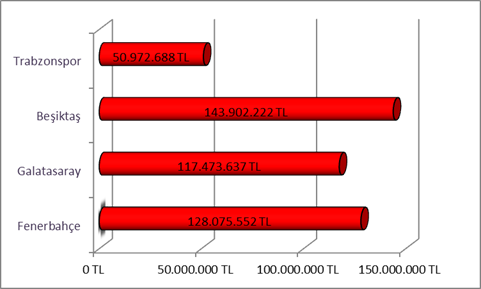 Trabzonspor
50.972.688 TL
Beşiktaş
143.902.222 TL
Galatasaray
117.473.637 TL
Fenerbahçe
128.075.552 TL
0 TL 50.000.000 TL 100.000.000 TL 150.000.000 TL